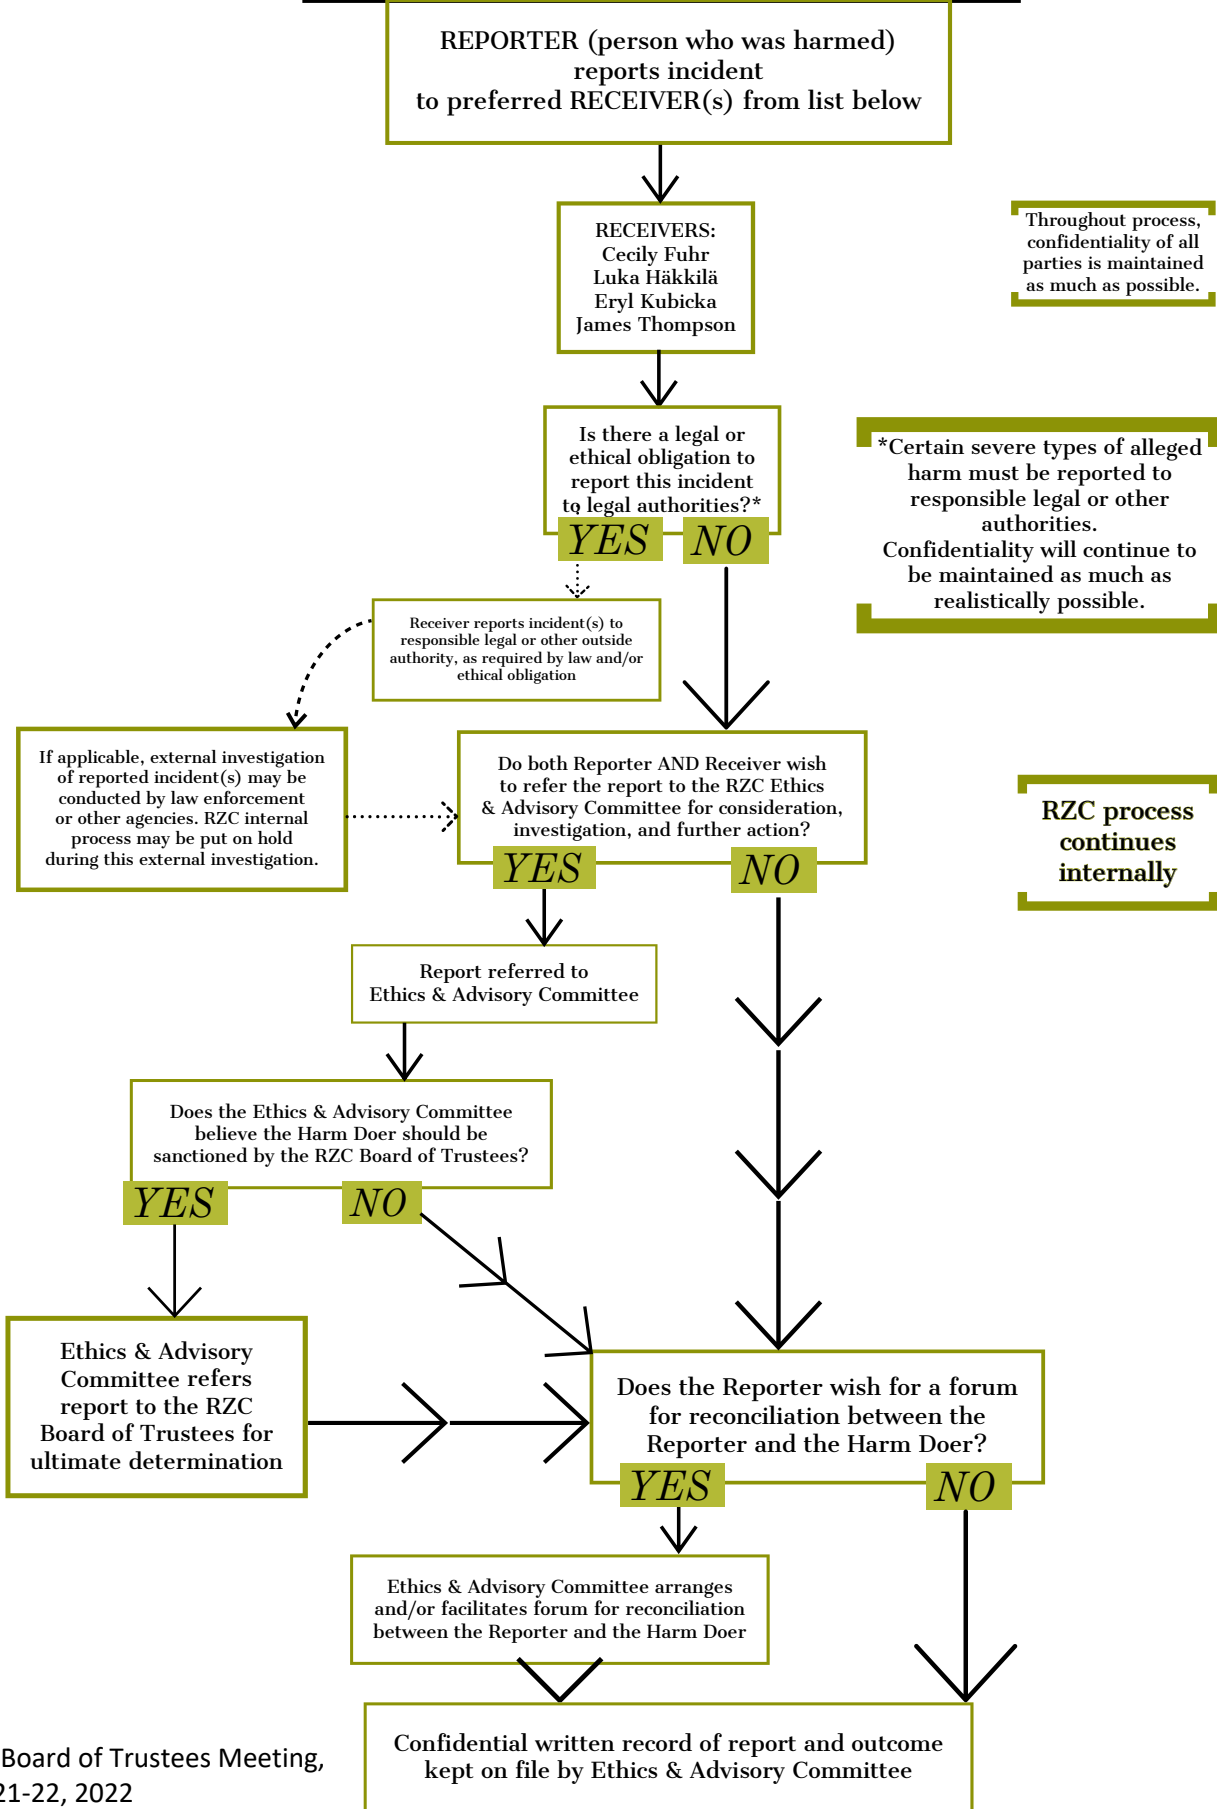 REPORTER (person who was harmed)
reports incident
to preferred RECEIVER(s) from list below
RECEIVERS:
Cecily Fuhr
Luka Häkkilä
Eryl Kubicka
James Thompson
Throughout process,
confidentiality of all
parties is maintained
as much as possible.
Is there a legal or
ethical obligation to
report this incident
to legal authorities?*
YES NO
*Certain severe types of alleged
harm must be reported to
responsible legal or other
authorities.
Confidentiality will continue to
be maintained as much as
realistically possible.
Receiver reports incident(s) to
responsible legal or other outside
authority, as required by law and/or
ethical obligation
If applicable, external investigation
of reported incident(s) may be
conducted by law enforcement
or other agencies. RZC internal
process may be put on hold
during this external investigation.
Do both Reporter AND Receiver wish
to refer the report to the RZC Ethics
& Advisory Committee for consideration,
investigation, and further action?
YES NO
RZC process
continues
internally
Report referred to
Ethics & Advisory Committee
Does the Ethics & Advisory Committee
believe the Harm Doer should be
sanctioned by the RZC Board of Trustees?
YES NO
Ethics & Advisory
Committee refers
report to the RZC
Board of Trustees for
ultimate determination
Does the Reporter wish for a forum
for reconciliation between the
Reporter and the Harm Doer?
YES NO
Ethics & Advisory Committee arranges
and/or facilitates forum for reconciliation
between the Reporter and the Harm Doer
Confidential written record of report and outcome
kept on file by Ethics & Advisory Committee
Board of Trustees Meeting,
21-22, 2022